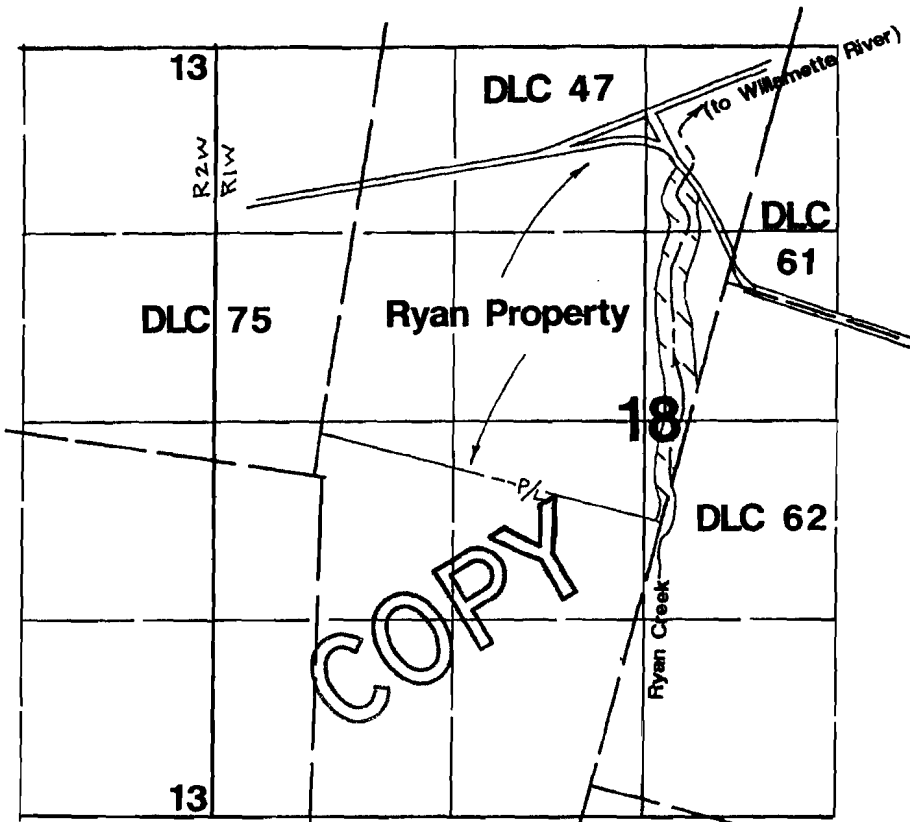 13
DLC 47
(to Willamette River)
R2W
R1W
DLC
61
DLC 75
Ryan Property
18
P/L
DLC 62
COPY
Ryan Creek
13